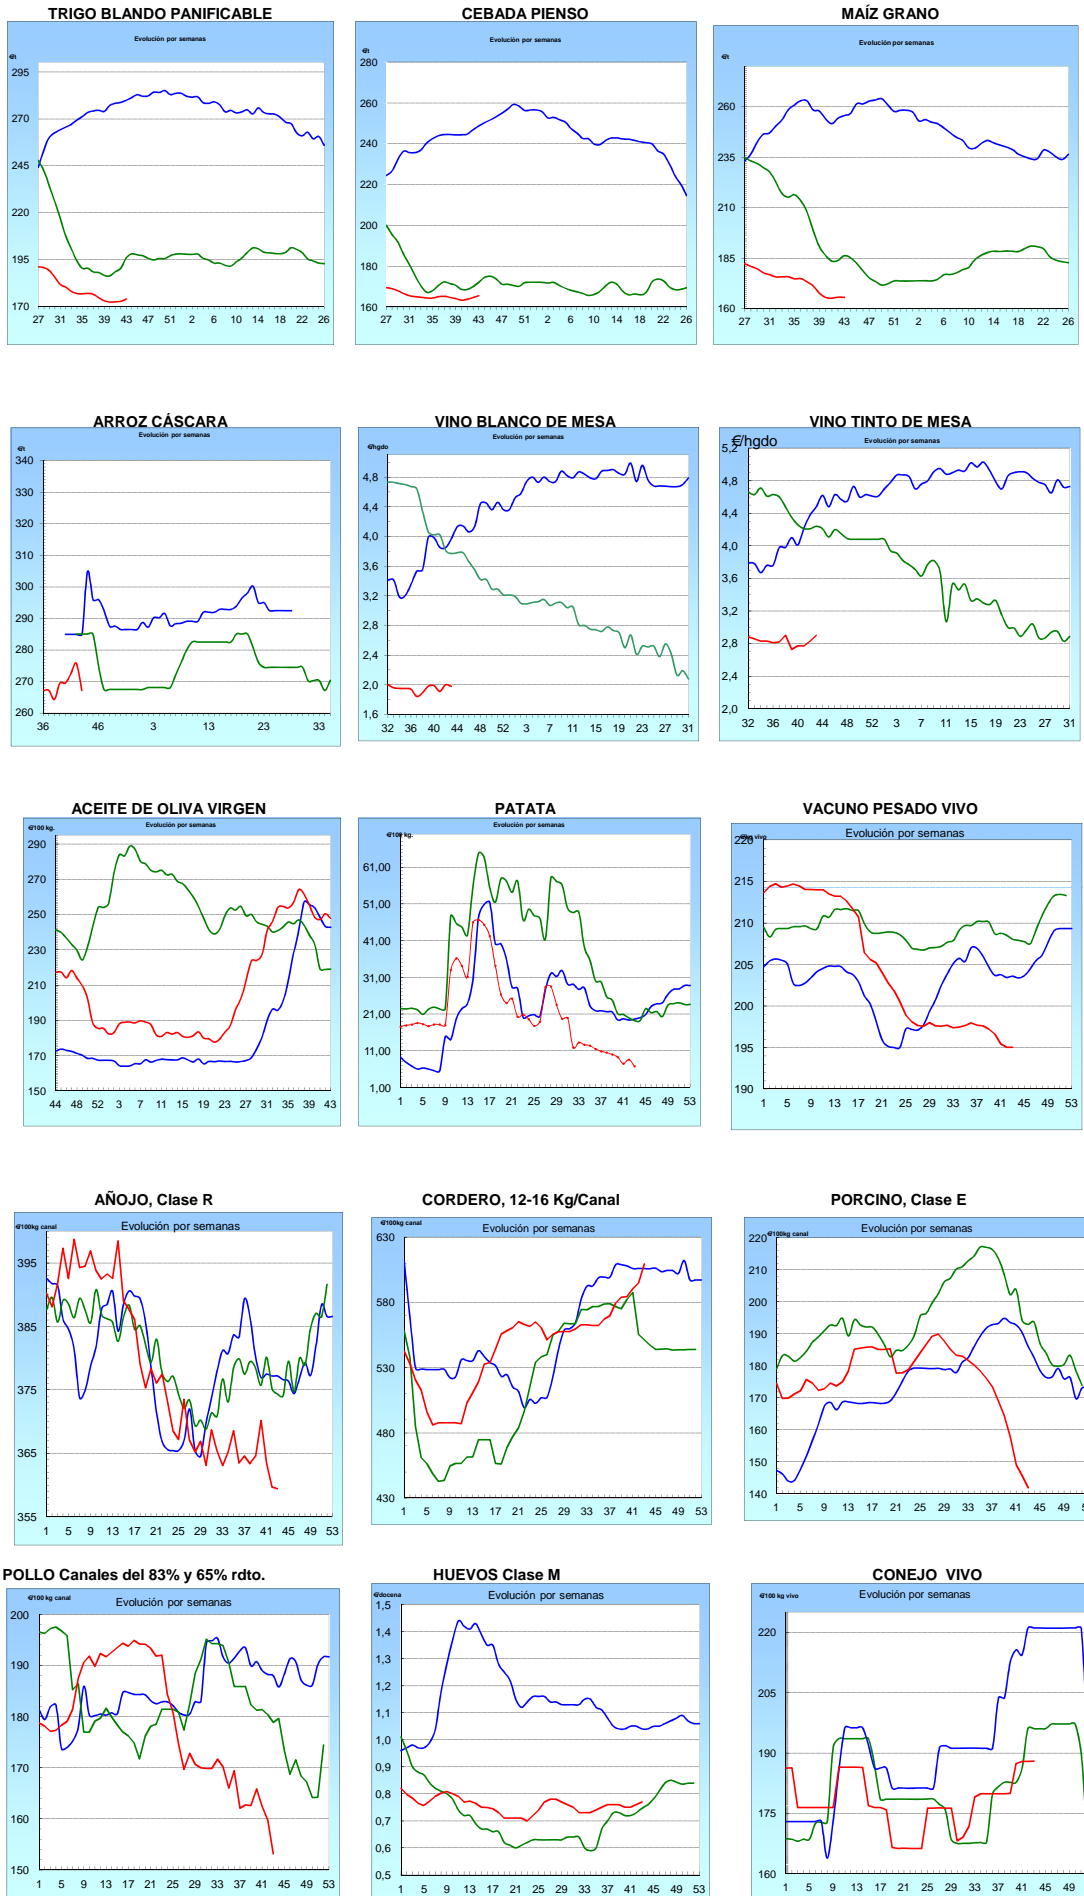 TRIGO BLANDO PANIFICABLE
Evolución por semanas
€/t
295
270
245
220
195
170
27 31 35 39 43 47 51 2 6 10 14 18 22 26
CEBADA PIENSO
Evolución por semanas
€/t
280
260
240
220
200
180
160
27 31 35 39 43 47 51 2 6 10 14 18 22 26
MAÍZ GRANO
Evolución por semanas
€/t
260
235
210
185
160
27 31 35 39 43 47 51 2 6 10 14 18 22 26
ARROZ CÁSCARA
Evolución por semanas
€/t
340
330
320
310
300
290
280
270
260
36 46 3 13 23 33
VINO BLANCO DE MESA
Evolución por semanas
€/hgdo
4,8
4,4
4,0
3,6
3,2
2,8
2,4
2,0
1,6
32 36 40 44 48 52 3 7 11 15 19 23 27 31
VINO TINTO DE MESA
Evolución por semanas
€/hgdo
5,2
4,8
4,4
4,0
3,6
3,2
2,8
2,4
2,0
32 36 40 44 48 52 3 7 11 15 19 23 27 31
ACEITE DE OLIVA VIRGEN
Evolución por semanas
€/100 kg.
290
270
250
230
210
190
170
150
44 48 52 3 7 11 15 19 23 27 31 35 39 43
PATATA
Evolución por semanas
€/100 kg.
61,00
51,00
41,00
31,00
21,00
11,00
1,00
1 5 9 13 17 21 25 29 33 37 41 45 49 53
VACUNO PESADO VIVO
Evolución por semanas
220
215
210
205
200
195
190
1 5 9 13 17 21 25 29 33 37 41 45 49 53
AÑOJO, Clase R
Evolución por semanas
€/100kg canal
395
385
375
365
355
1 5 9 13 17 21 25 29 33 37 41 45 49 53
CORDERO, 12-16 Kg/Canal
Evolución por semanas
€/100kg canal
630
580
530
480
430
1 5 9 13 17 21 25 29 33 37 41 45 49 53
PORCINO, Clase E
Evolución por semanas
€/100kg canal
220
210
200
190
180
170
160
150
140
1 5 9 13 17 21 25 29 33 37 41 45 49
POLLO Canales del 83% y 65% rdto.
Evolución por semanas
€/100 kg canal
200
190
180
170
160
150
1 5 9 13 17 21 25 29 33 37 41 45 49 53
HUEVOS Clase M
Evolución por semanas
€/docena
1,5
1,4
1,3
1,2
1,1
1,0
0,9
0,8
0,7
0,6
0,5
1 5 9 13 17 21 25 29 33 37 41 45 49 53
CONEJO VIVO
Evolución por semanas
€/100 kg vivo
220
205
190
175
160
1 5 9 13 17 21 25 29 33 37 41 45 49